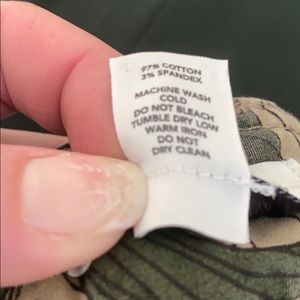 97% COTTON
3% SPANDEX
MACHINE WASH
COLD
DO NOT BLEACH
TUMBLE DRY LOW
WARM IRON
DO NOT
DRY CLEAN